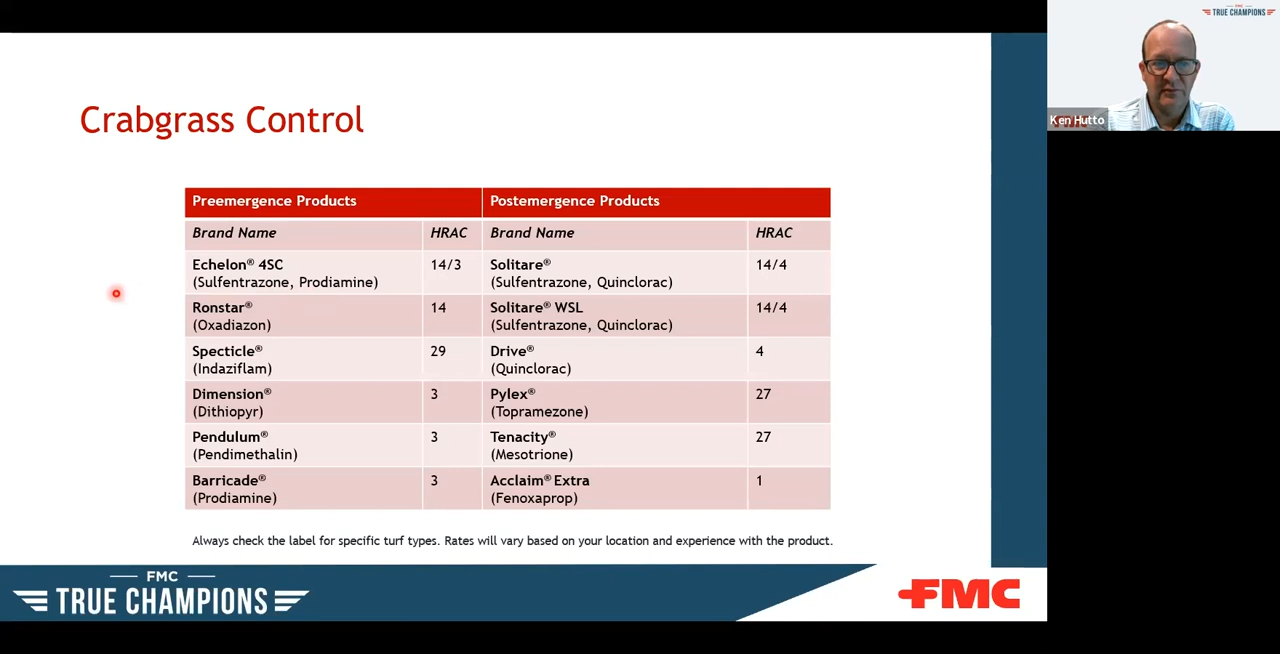 FMC
TRUE CHAMPIONS
Ken Hutto
Crabgrass Control
Preemergence Products
Postemergence Products
Brand Name
HRAC
Brand Name
HRAC
Echelon® 4SC
(Sulfentrazone, Prodiamine)
14/3
Solitare®
(Sulfentrazone, Quinclorac)
14/4
Ronstar®
(Oxadiazon)
14
Solitare® WSL
(Sulfentrazone, Quinclorac)
14/4
Specticle®
(Indaziflam)
29
Drive®
(Quinclorac)
4
Dimension®
(Dithiopyr)
3
Pylex®
(Topramezone)
27
Pendulum®
(Pendimethalin)
3
Tenacity®
(Mesotrione)
27
Barricade®
(Prodiamine)
3
Acclaim® Extra
(Fenoxaprop)
1
Always check the label for specific turf types. Rates will vary based on your location and experience with the product.
FMC
TRUE CHAMPIONS
FMC